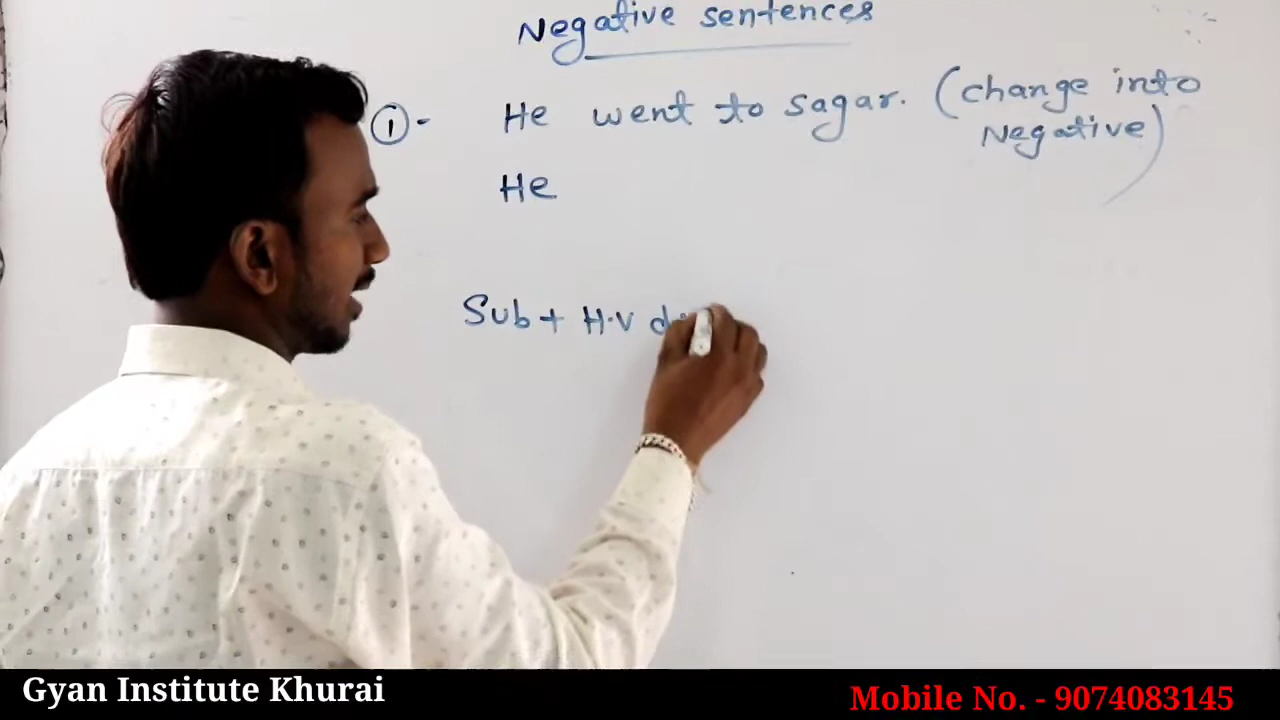 Negative sentences
①- He went to sagar. (change into
Negative)
He
Sub + H.V
Gyan Institute Khurai
Mobile No. - 9074083145